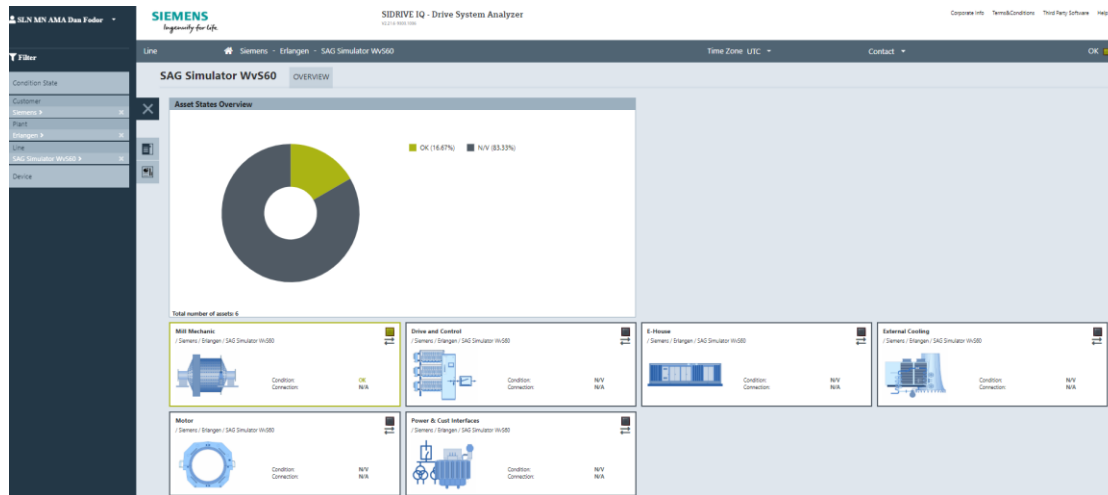 SLN MN AMA Dan Fodor
Filter
Condition State
Customer
Siemens >
Plant
Erlangen >
Line
SAG Simulator WvS60 >
Device
SIEMENS
Ingenuity for life
SIDRIVE IQ - Drive System Analyzer
Corporate Info Terms&Conditions Third Party Software Help
Line
Siemens - Erlangen - SAG Simulator WvS60
Time Zone UTC
Contact
OK
SAG Simulator WvS60
OVERVIEW
Asset States Overview
OK (16.67%) N/V (83.33%)
Total number of assets: 6
Mill Mechanic
/ Siemens / Erlangen / SAG Simulator WvS60
Condition: OK
Connection: N/A
Drive and Control
/ Siemens / Erlangen / SAG Simulator WvS60
Condition: N/V
Connection: N/A
E-House
/ Siemens / Erlangen / SAG Simulator WvS60
Condition: N/V
Connection: N/A
External Cooling
/ Siemens / Erlangen / SAG Simulator WvS60
Condition: N/V
Connection: N/A
Motor
/ Siemens / Erlangen / SAG Simulator WvS60
Condition: N/V
Connection: N/A
Power & Cust Interfaces
/ Siemens / Erlangen / SAG Simulator WvS60
Condition: N/V
Connection: N/A